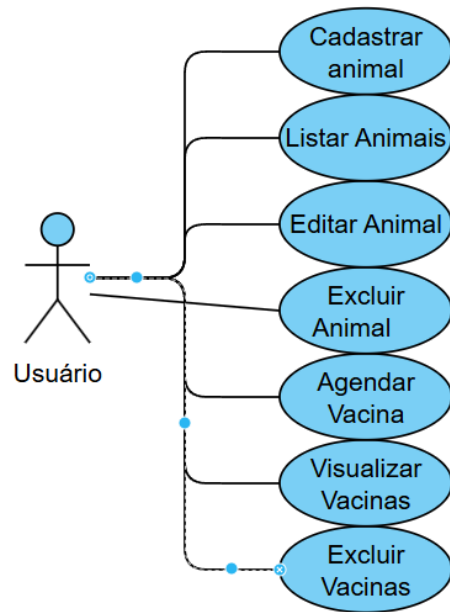 Cadastrar
animal
Listar Animais
Editar Animal
Excluir
Animal
Usuário
Agendar
Vacina
Visualizar
Vacinas
Excluir
Vacinas